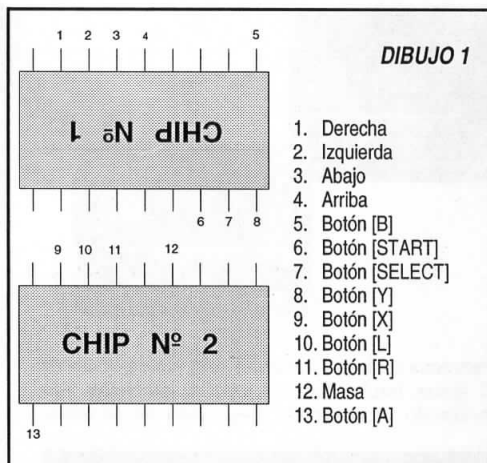 DIBUJO 1
1 2 3 4 5
CHIP Nº 1
6 7 8
9 10 11 12
CHIP Nº 2
13
1. Derecha
2. Izquierda
3. Abajo
4. Arriba
5. Botón [B]
6. Botón [START]
7. Botón [SELECT]
8. Botón [Y]
9. Botón [X]
10. Botón [L]
11. Botón [R]
12. Masa
13. Botón [A]